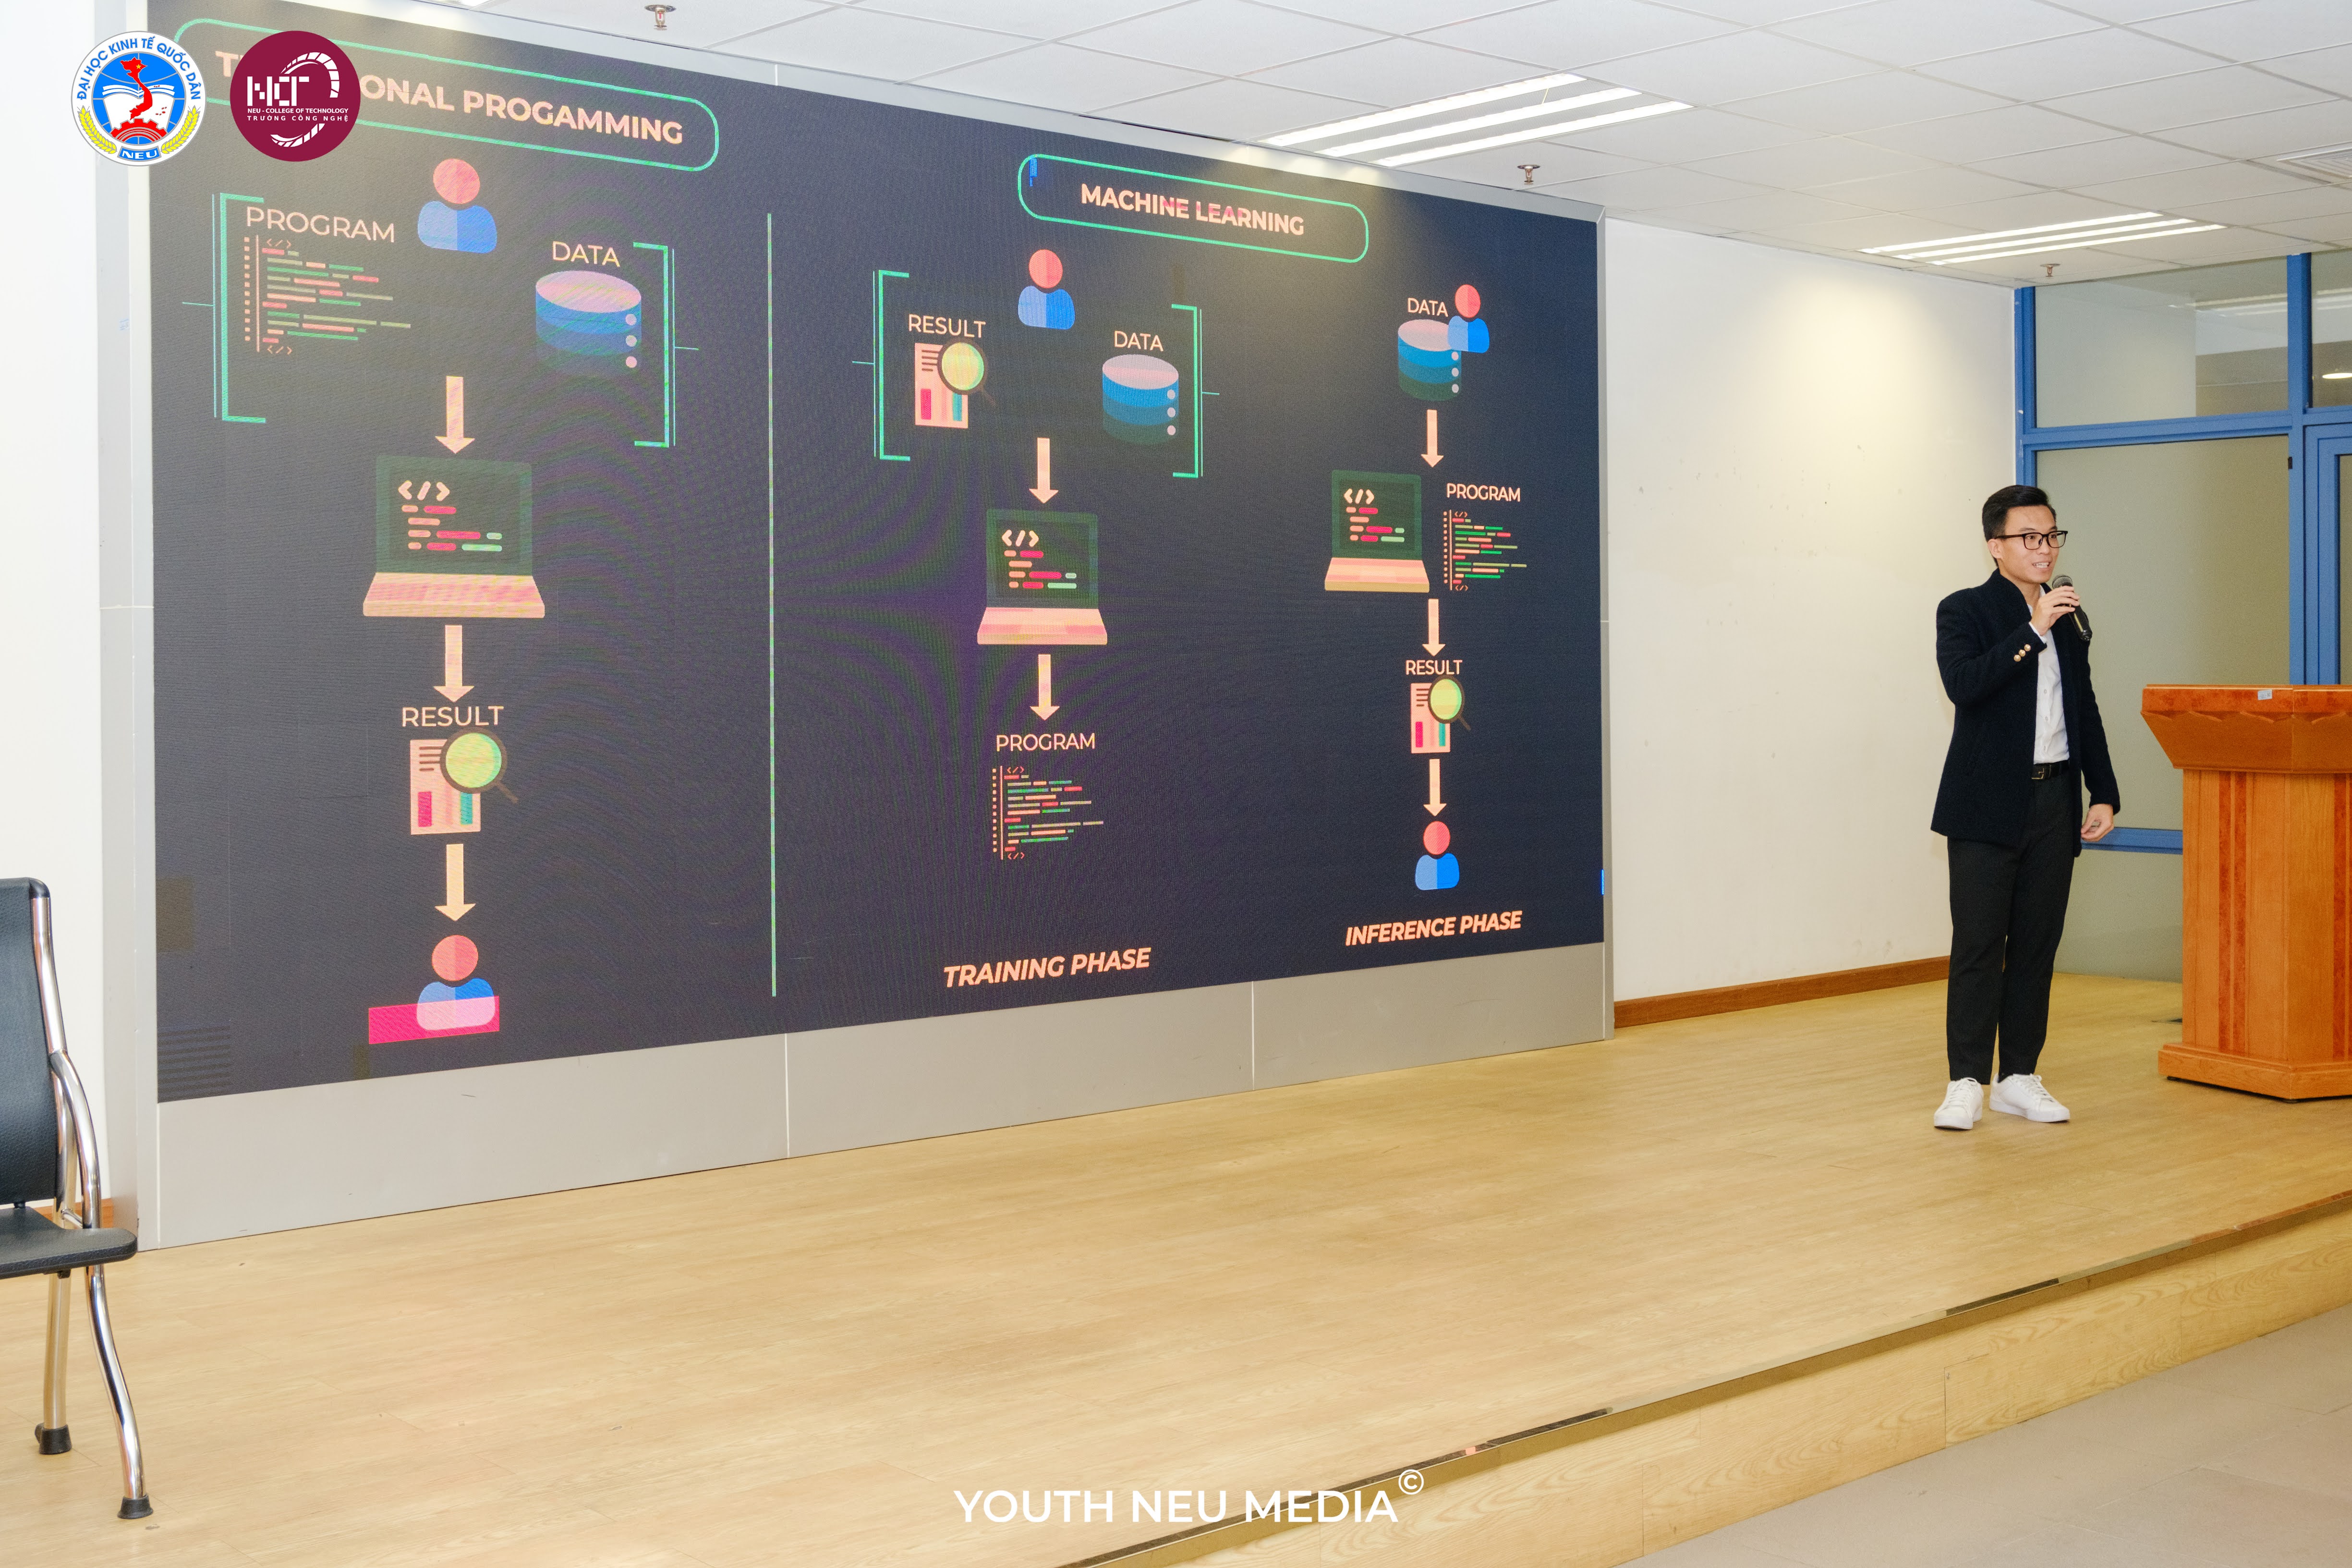 ĐẠI HỌC KINH TẾ QUỐC DÂN
NEU
NCT
NEU - COLLEGE OF TECHNOLOGY
TRƯỜNG CÔNG NGHỆ
PROGAMMING
PROGRAM
</>
</>
DATA
</>
RESULT
MACHINE LEARNING
RESULT
DATA
</>
PROGRAM
</>
</>
TRAINING PHASE
DATA
</>
PROGRAM
</>
</>
RESULT
INFERENCE PHASE
YOUTH NEU MEDIA©